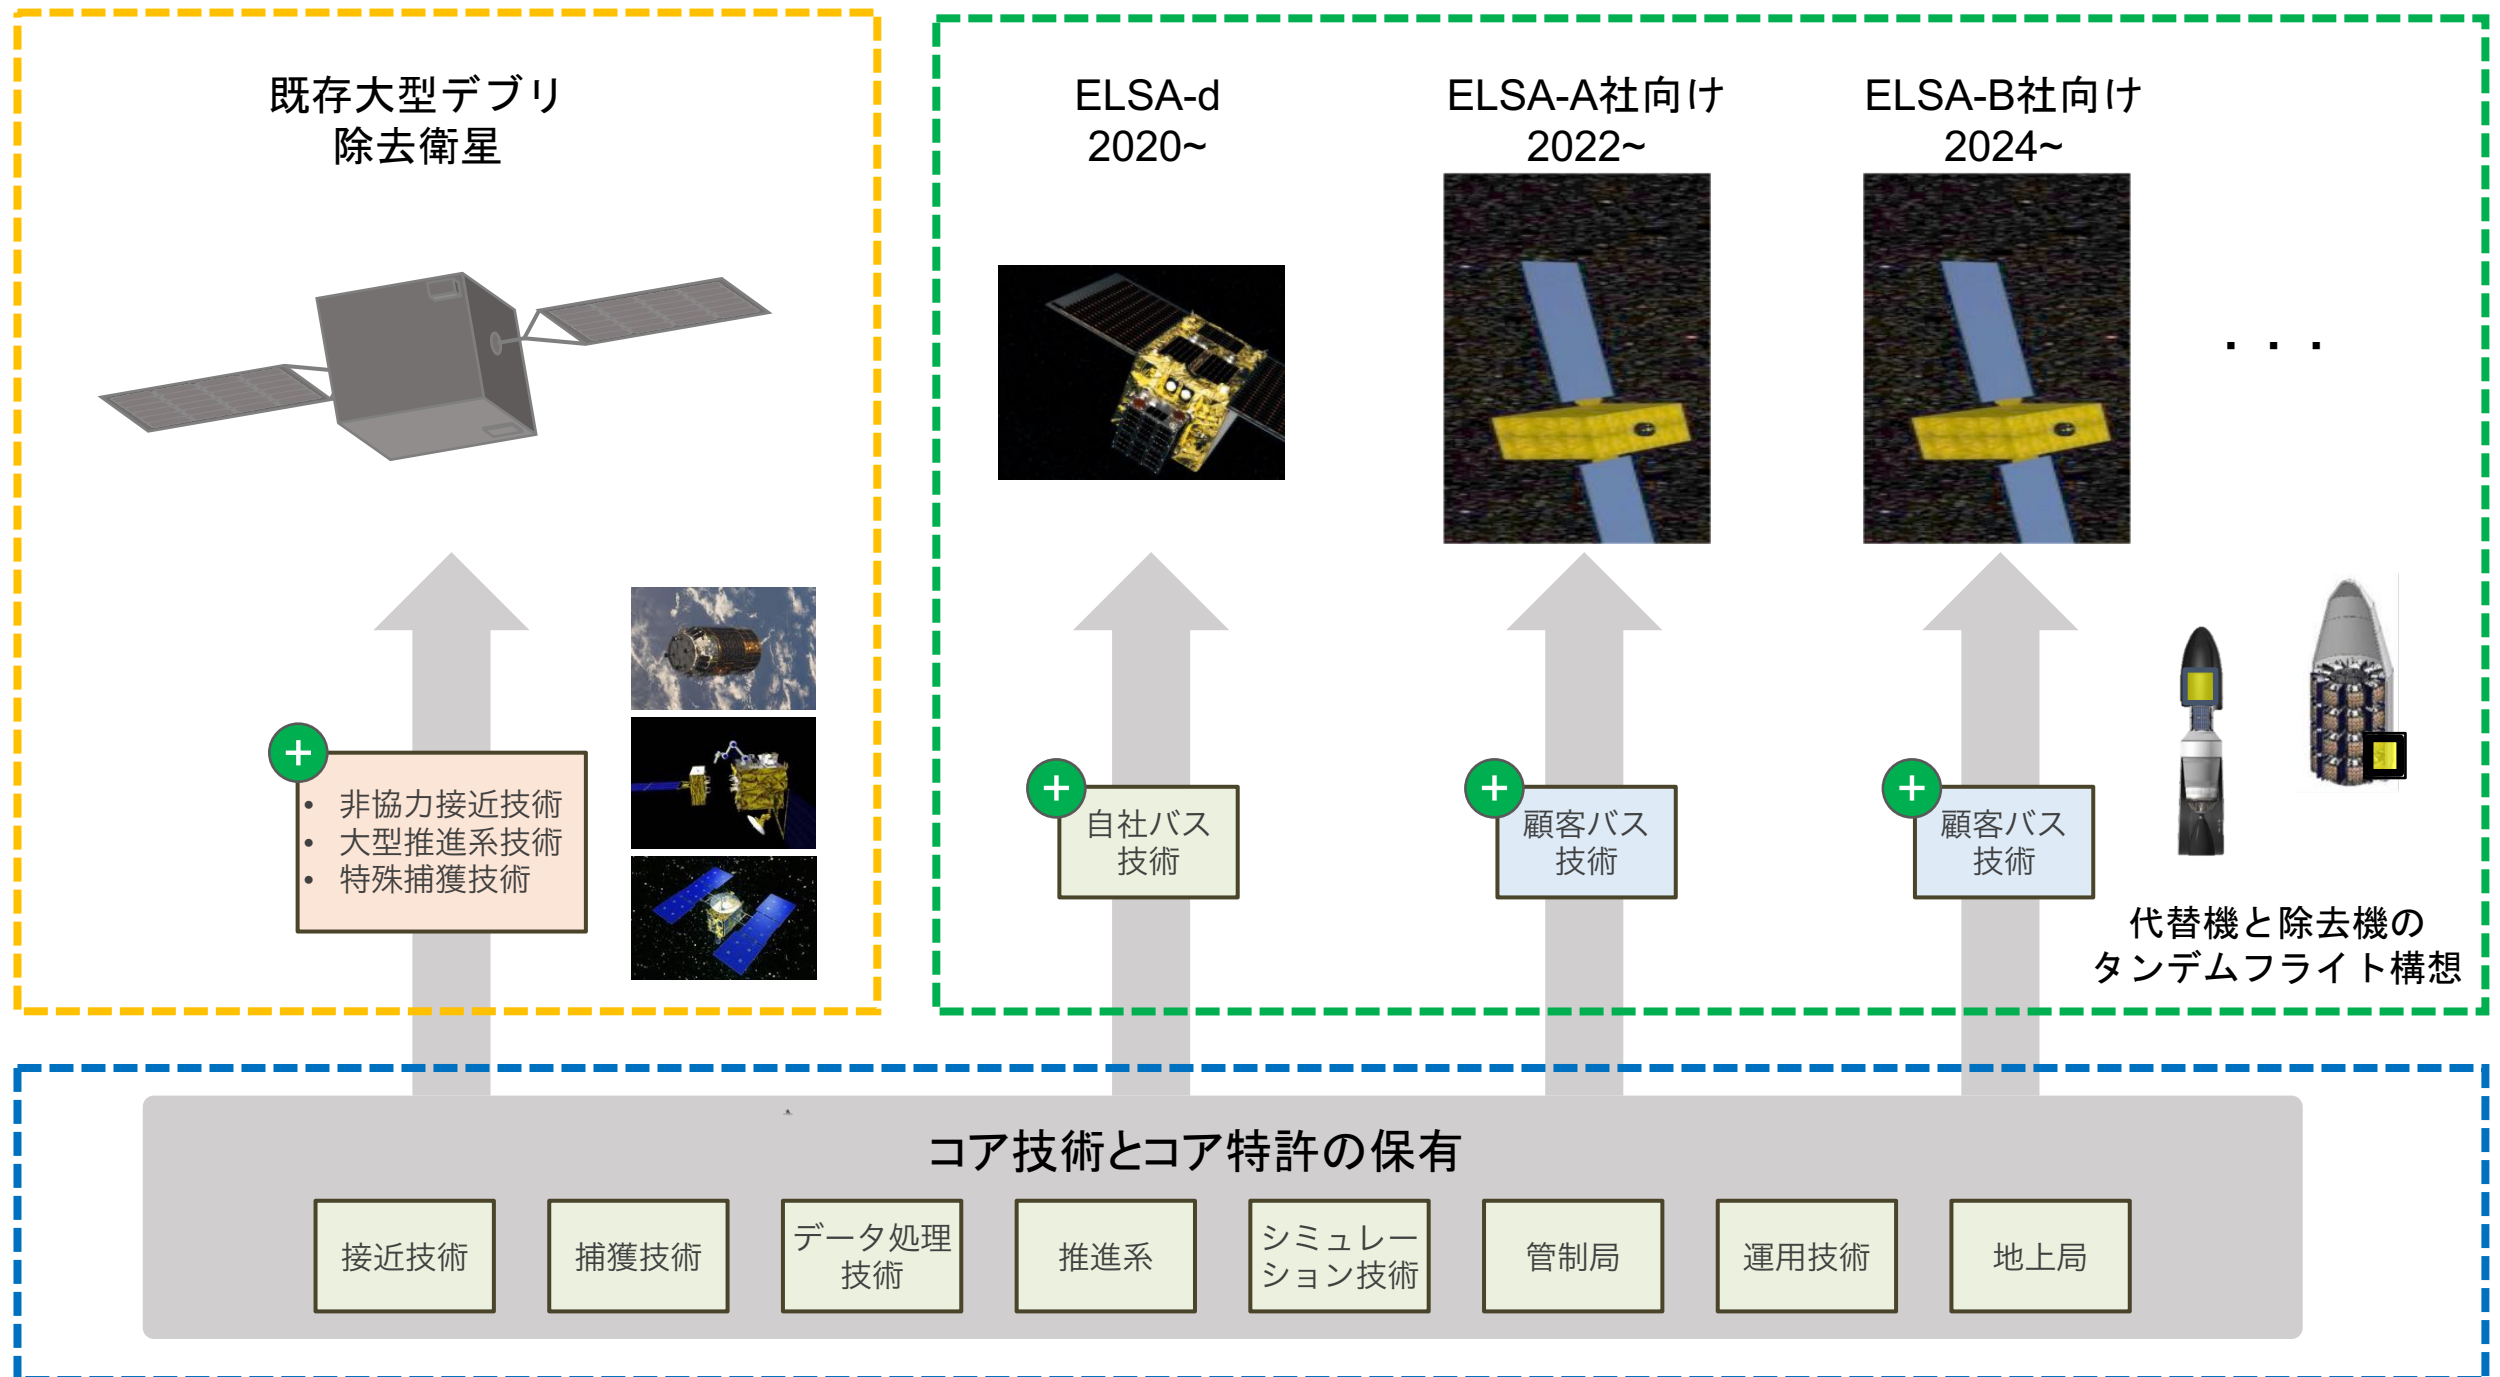 既存大型デブリ
除去衛星
• 非協力接近技術
• 大型推進系技術
• 特殊捕獲技術
ELSA-d
2020~
ELSA-A社向け
2022~
ELSA-B社向け
2024~
・・・
自社バス
技術
顧客バス
技術
顧客バス
技術
代替機と除去機の
タンデムフライト構想
コア技術とコア特許の保有
接近技術
捕獲技術
データ処理
技術
推進系
シミュレー
ション技術
管制局
運用技術
地上局